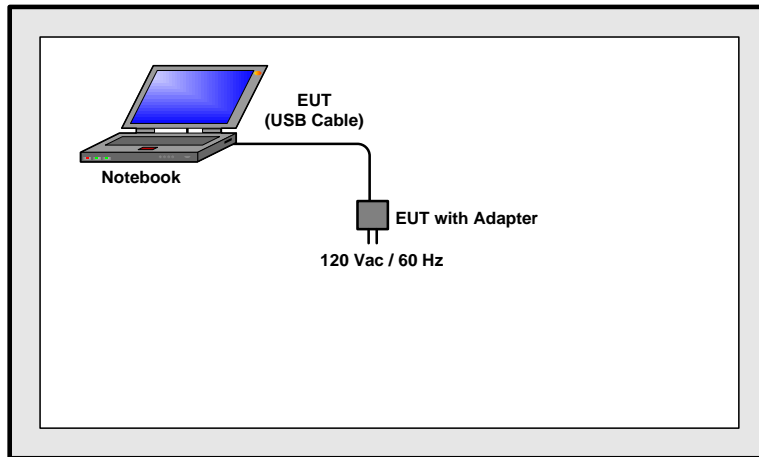 EUT
(USB Cable)
Notebook
EUT with Adapter
120 Vac / 60 Hz